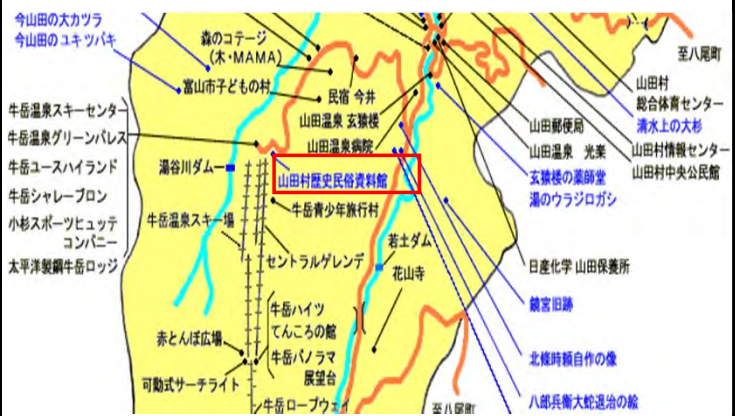 今山田の大カツラ
今山田のユキツバキ
森のコテージ
(木・MAMA)
富山市子どもの村
民宿 今井
山田温泉 玄猿楼
山田温泉病院
至八尾町
山田村
総合体育センター
清水上の大杉
山田郵便局
山田温泉 光楽
山田村情報センター
山田村中央公民館
玄猿楼の薬師堂
湯のウラジロガシ
牛岳温泉スキーセンター
牛岳温泉グリーンパレス
牛岳ユースハイランド
牛岳シャレーブロン
小杉スポーツヒュッテ
コンパニー
太平洋製鋼牛岳ロッジ
湯谷川ダム
山田村歴史民俗資料館
牛岳青少年旅行村
牛岳温泉スキー場
セントラルゲレンデ
若土ダム
花山寺
日産化学 山田保養所
鏡宮旧跡
牛岳ハイツ
てんころの館
赤とんぼ広場
牛岳パノラマ
展望台
可動式サーチライト
牛岳ロープウェイ
北條時頼自作の像
八郎兵衛大蛇退治の絵
至八尾町